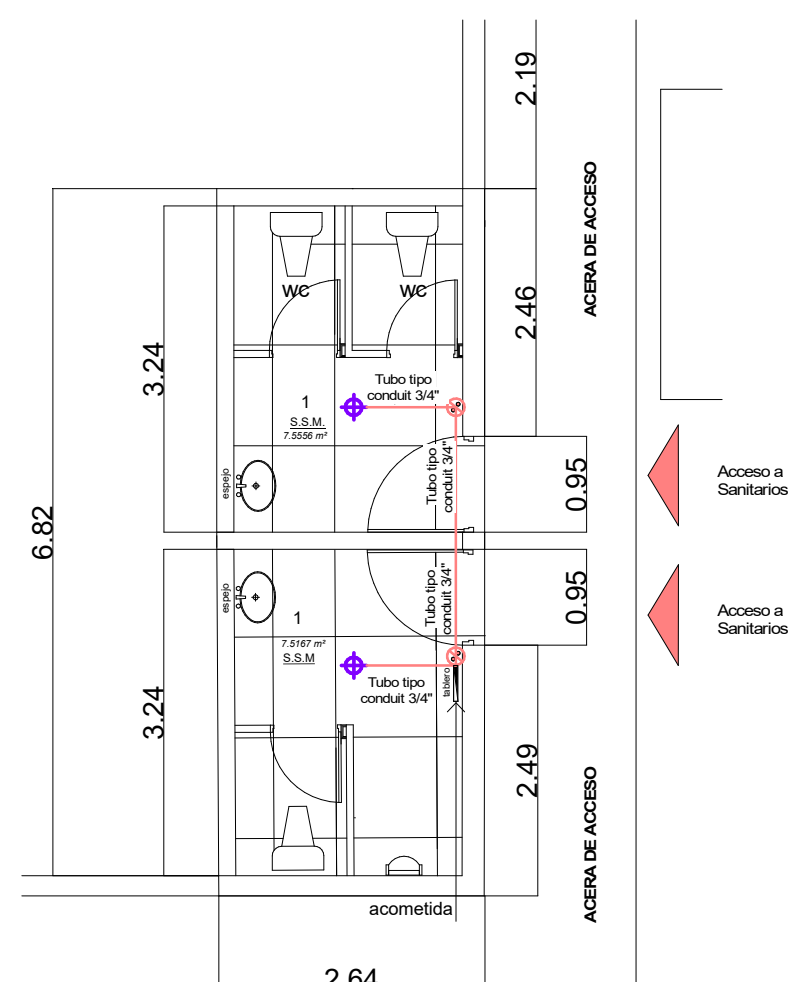 2.19
ACERA DE ACCESO
WC
WC
2.46
3.24
Tubo tipo
conduit 3/4"
1
S.S.M.
7.5556 m²
Tubo tipo
conduit 3/4"
espejo
0.95
Acceso a
Sanitarios
6.82
espejo
1
7.5167 m²
S.S.M
Tubo tipo
conduit 3/4"
0.95
Acceso a
Sanitarios
Tubo tipo
conduit 3/4"
tablero
3.24
2.49
ACERA DE ACCESO
acometida
2.64